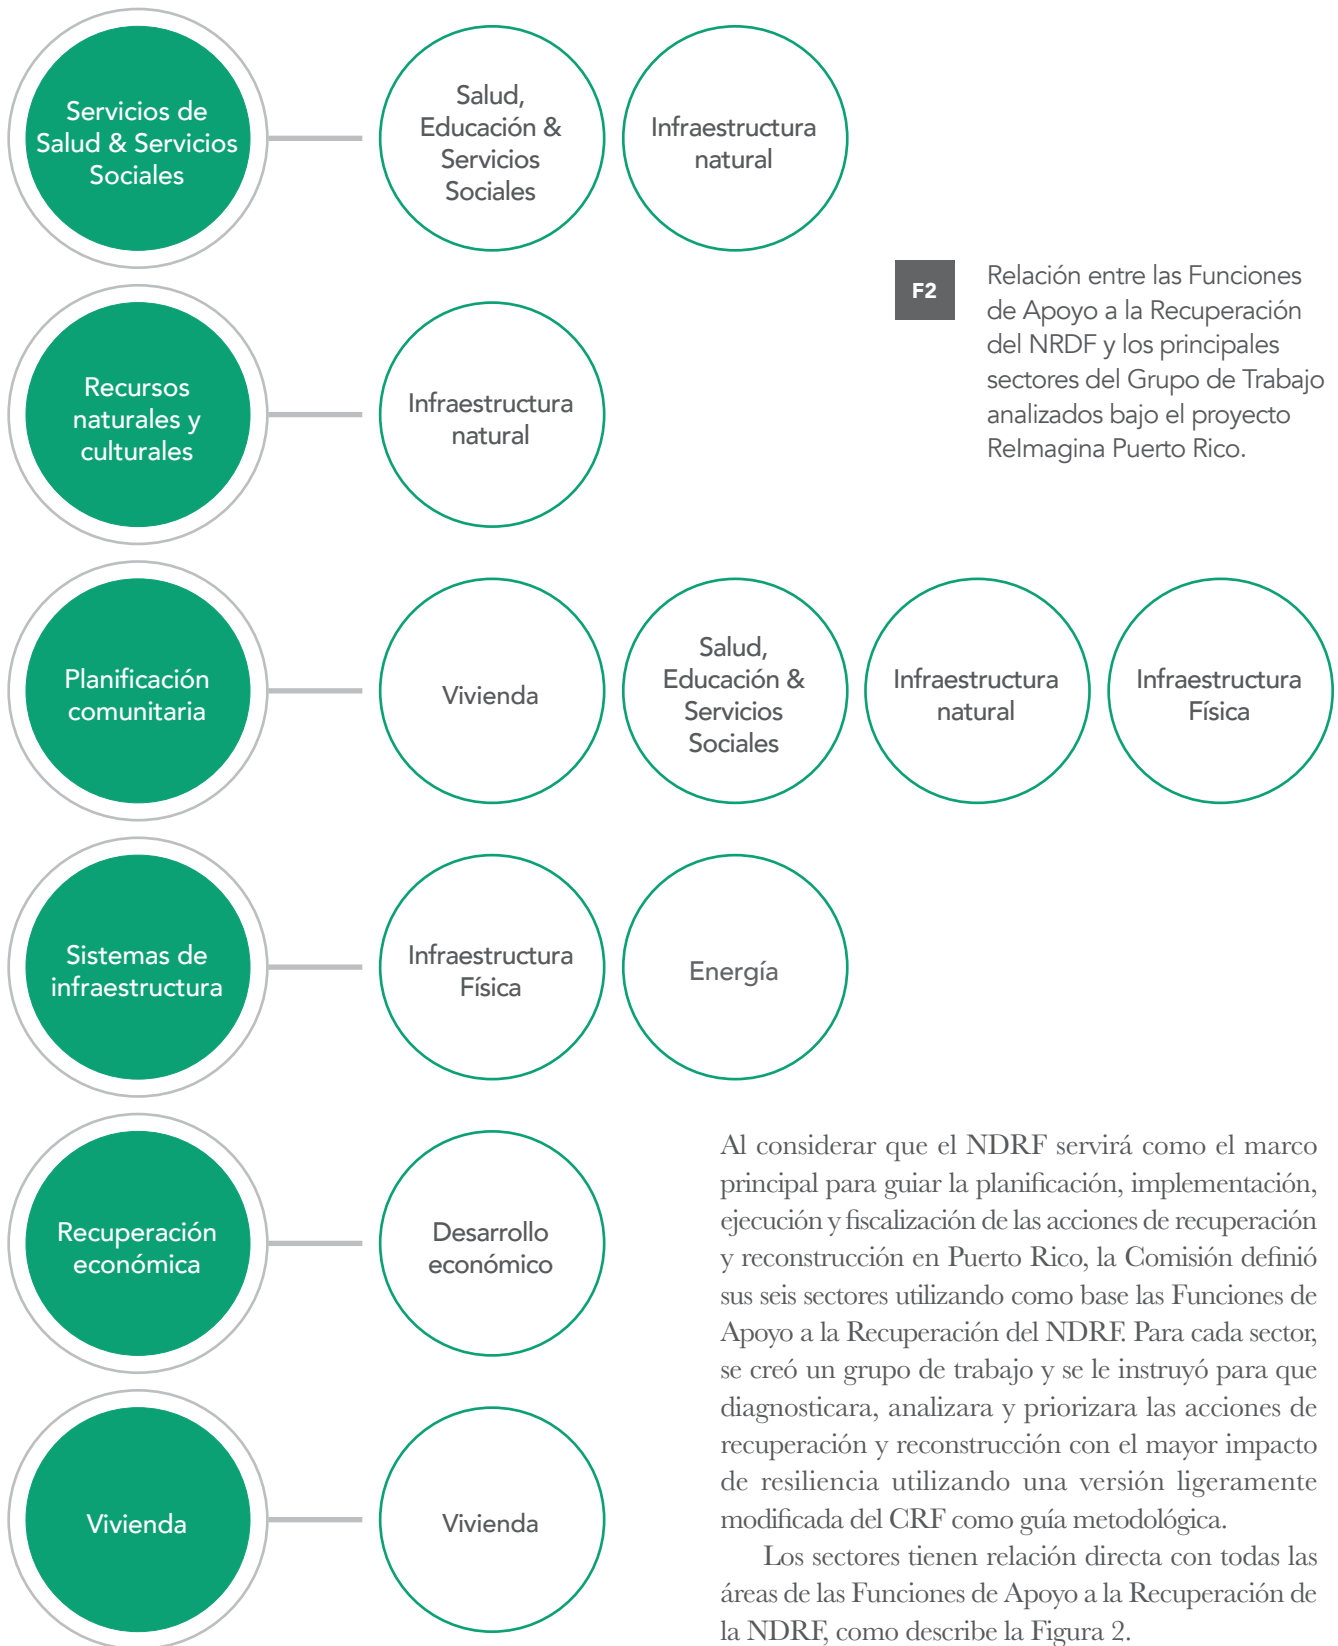 Servicios de
Salud & Servicios
Sociales
Salud,
Educación &
Servicios
Sociales
Infraestructura
natural
F2
Relación entre las Funciones
de Apoyo a la Recuperación
del NRDF y los principales
sectores del Grupo de Trabajo
analizados bajo el proyecto
ReImagina Puerto Rico.
Recursos
naturales y
culturales
Infraestructura
natural
Planificación
comunitaria
Vivienda
Salud,
Educación &
Servicios
Sociales
Infraestructura
natural
Infraestructura
Física
Sistemas de
infraestructura
Infraestructura
Física
Energía
Recuperación
económica
Desarrollo
económico
Vivienda
Vivienda
Al considerar que el NDRF servirá como el marco
principal para guiar la planificación, implementación,
ejecución y fiscalización de las acciones de recuperación
y reconstrucción en Puerto Rico, la Comisión definió
sus seis sectores utilizando como base las Funciones de
Apoyo a la Recuperación del NDRF. Para cada sector,
se creó un grupo de trabajo y se le instruyó para que
diagnosticara, analizara y priorizara las acciones de
recuperación y reconstrucción con el mayor impacto
de resiliencia utilizando una versión ligeramente
modificada del CRF como guía metodológica.
Los sectores tienen relación directa con todas las
áreas de las Funciones de Apoyo a la Recuperación de
la NDRF, como describe la Figura 2.